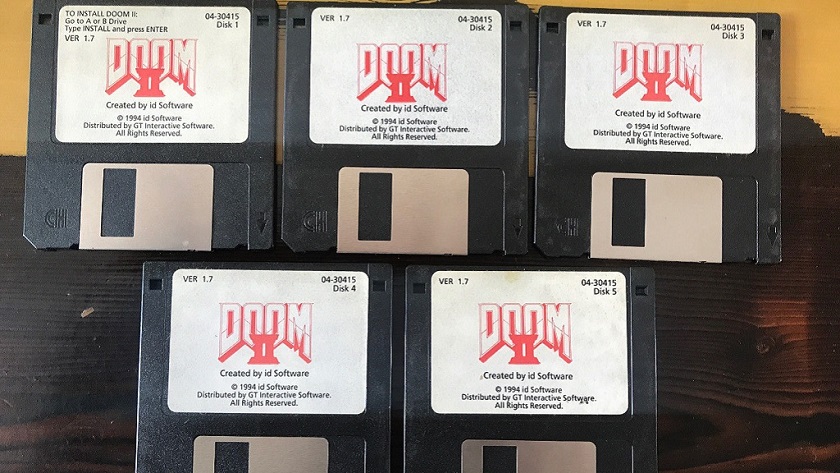 TO INSTALL DOOM II:
Go to A or B Drive
Type INSTALL and press ENTER
VER 1.7
04-30415
Disk 1
DOOM
II
Created by id Software
© 1994 id Software
Distributed by GT Interactive Software.
All Rights Reserved.
CH
04-30415
Disk 2
VER 1.7
DOOM
II
Created by id Software
© 1994 id Software.
Distributed by GT Interactive Software.
All Rights Reserved.
CH
VER 1.7
04-30415
Disk 3
DOOM
II
Created by id Software
© 1994 id Software.
Distributed by GT Interactive Software.
All Rights Reserved.
CH
VER 1.7
04-30415
Disk 4
DOOM
II
Created by id Software
© 1994 id Software.
Distributed by GT Interactive Software.
All Rights Reserved.
VER 1.7
04-30415
Disk 5
DOOM
II
Created by id Software
© 1994 id Software.
Distributed by GT Interactive Software.
All Rights Reserved.